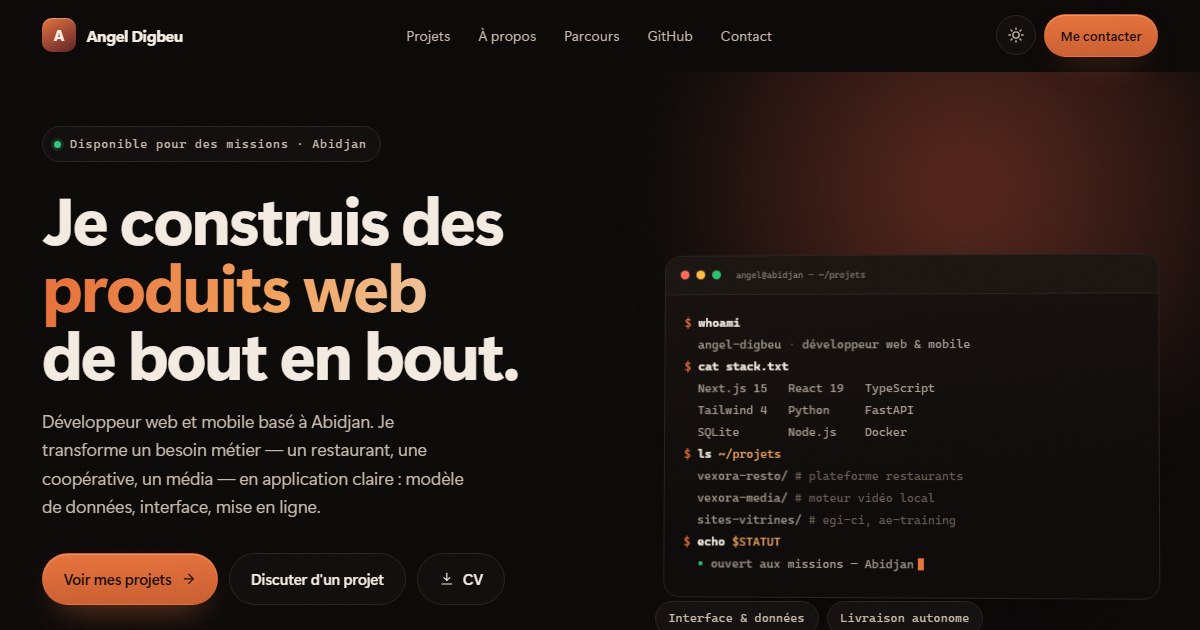 A Angel Digbeu
Projets À propos Parcours GitHub Contact
Me contacter
Disponible pour des missions · Abidjan
Je construis des
produits web
de bout en bout.
Développeur web et mobile basé à Abidjan. Je
transforme un besoin métier — un restaurant, une
coopérative, un média — en application claire : modèle
de données, interface, mise en ligne.
Voir mes projets →
Discuter d'un projet
CV
angel@abidjan — ~/projets
$ whoami
angel-digbeu · développeur web & mobile
$ cat stack.txt
Next.js 15 React 19 TypeScript
Tailwind 4 Python FastAPI
SQLite Node.js Docker
$ ls ~/projets
vexora-resto/ # plateforme restaurants
vexora-media/ # moteur vidéo local
sites-vitrines/ # egi-ci, ae-training
$ echo $STATUT
▪ ouvert aux missions — Abidjan
Interface & données
Livraison autonome